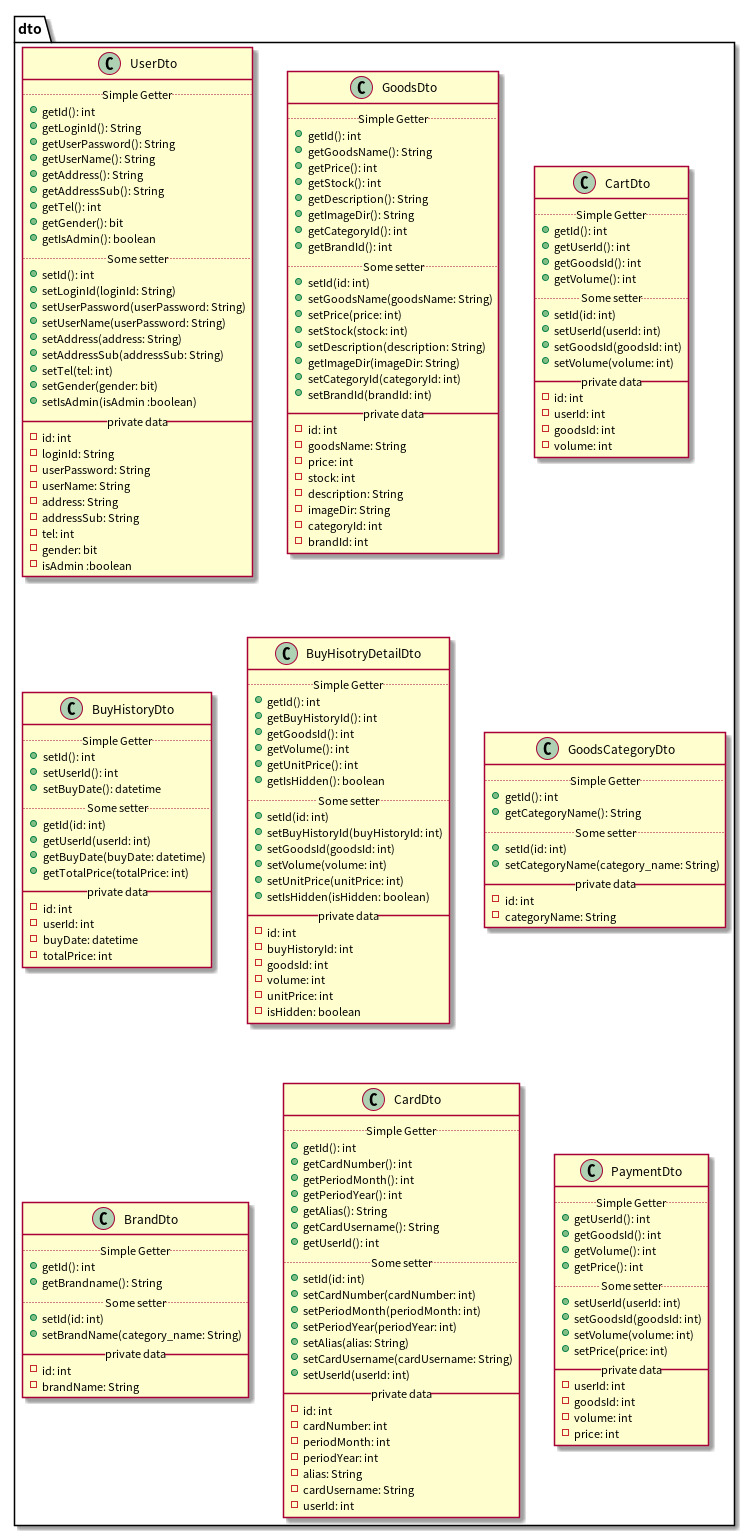 dto
UserDto
Simple Getter
getId(): int
getLoginId(): String
getUserPassword(): String
getUserName(): String
getAddress(): String
getAddressSub(): String
getTel(): int
getGender(): bit
getIsAdmin(): boolean
Some setter
setId(): int
setLoginId(loginId: String)
setUserPassword(userPassword: String)
setUserName(userPassword: String)
setAddress(address: String)
setAddressSub(addressSub: String)
setTel(tel: int)
setGender(gender: bit)
setIsAdmin(isAdmin :boolean)
private data
id: int
loginId: String
userPassword: String
userName: String
address: String
addressSub: String
tel: int
gender: bit
isAdmin :boolean
GoodsDto
Simple Getter
getId(): int
getGoodsName(): String
getPrice(): int
getStock(): int
getDescription(): String
getImageDir(): String
getCategoryId(): int
getBrandId(): int
Some setter
setId(id: int)
setGoodsName(goodsName: String)
setPrice(price: int)
setStock(stock: int)
setDescription(description: String)
getImageDir(imageDir: String)
setCategoryId(categoryId: int)
setBrandId(brandId: int)
private data
id: int
goodsName: String
price: int
stock: int
description: String
imageDir: String
categoryId: int
brandId: int
CartDto
Simple Getter
getId(): int
getUserId(): int
getGoodsId(): int
getVolume(): int
Some setter
setId(id: int)
setUserId(userId: int)
setGoodsId(goodsId: int)
setVolume(volume: int)
private data
id: int
userId: int
goodsId: int
volume: int
BuyHistoryDto
Simple Getter
setId(): int
setUserId(): int
setBuyDate(): datetime
Some setter
getId(id: int)
getUserId(userId: int)
getBuyDate(buyDate: datetime)
getTotalPrice(totalPrice: int)
private data
id: int
userId: int
buyDate: datetime
totalPrice: int
BuyHisotryDetailDto
Simple Getter
getId(): int
getBuyHistoryId(): int
getGoodsId(): int
getVolume(): int
getUnitPrice(): int
getIsHidden(): boolean
Some setter
setId(id: int)
setBuyHistoryId(buyHistoryId: int)
setGoodsId(goodsId: int)
setVolume(volume: int)
setUnitPrice(unitPrice: int)
setIsHidden(isHidden: boolean)
private data
id: int
buyHistoryId: int
goodsId: int
volume: int
unitPrice: int
isHidden: boolean
GoodsCategoryDto
Simple Getter
getId(): int
getCategoryName(): String
Some setter
setId(id: int)
setCategoryName(category_name: String)
private data
id: int
categoryName: String
BrandDto
Simple Getter
getId(): int
getBrandname(): String
Some setter
setId(id: int)
setBrandName(category_name: String)
private data
id: int
brandName: String
CardDto
Simple Getter
getId(): int
getCardNumber(): int
getPeriodMonth(): int
getPeriodYear(): int
getAlias(): String
getCardUsername(): String
getUserId(): int
Some setter
setId(id: int)
setCardNumber(cardNumber: int)
setPeriodMonth(periodMonth: int)
setPeriodYear(periodYear: int)
setAlias(alias: String)
setCardUsername(cardUsername: String)
setUserId(userId: int)
private data
id: int
cardNumber: int
periodMonth: int
periodYear: int
alias: String
cardUsername: String
userId: int
PaymentDto
Simple Getter
getUserId(): int
getGoodsId(): int
getVolume(): int
getPrice(): int
Some setter
setUserId(userId: int)
setGoodsId(goodsId: int)
setVolume(volume: int)
setPrice(price: int)
private data
userId: int
goodsId: int
volume: int
price: int